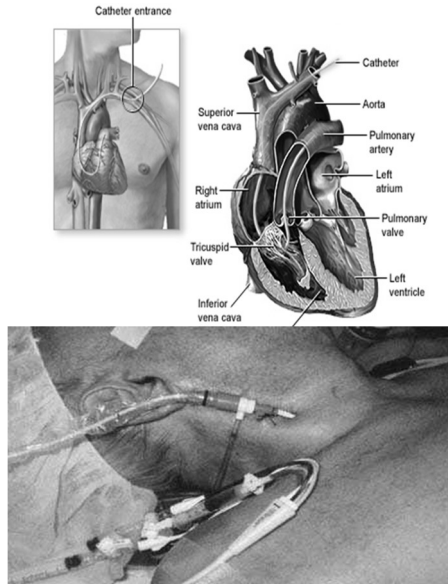 Catheter
entrance
Catheter
Aorta
Superior
vena cava
Pulmonary
artery
Left
atrium
Right
atrium
Pulmonary
valve
Tricuspid
valve
Left
ventricle
Inferior
vena cava